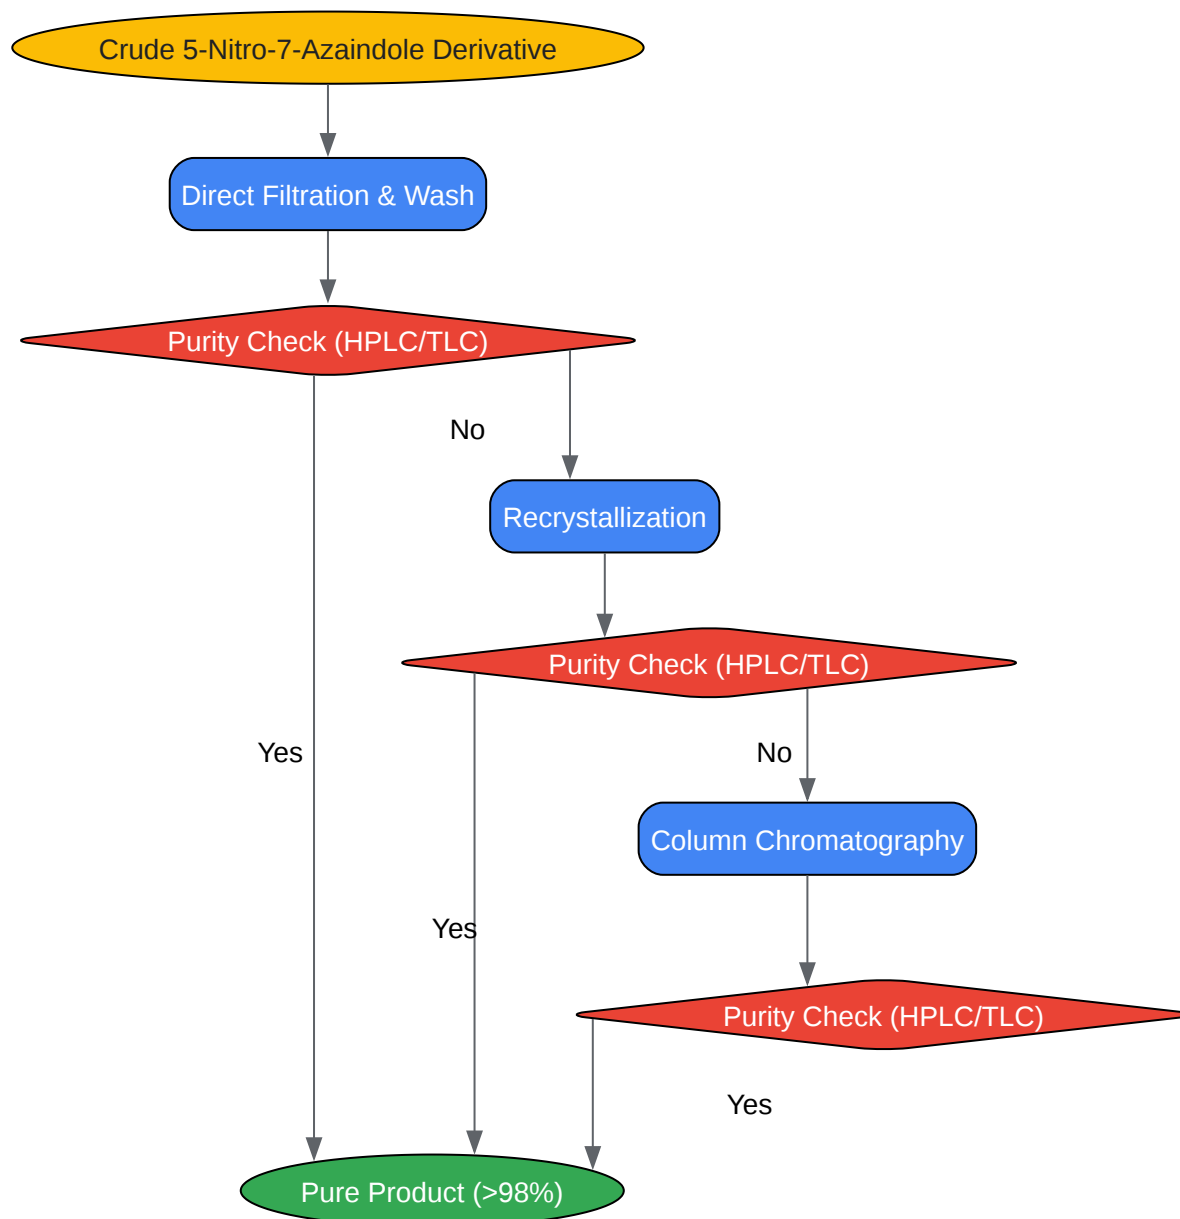 Crude 5-Nitro-7-Azaindole Derivative
Direct Filtration & Wash
Purity Check (HPLC/TLC)
No
Recrystallization
Purity Check (HPLC/TLC)
Yes
No
Column Chromatography
Yes
Purity Check (HPLC/TLC)
Yes
Pure Product (>98%)